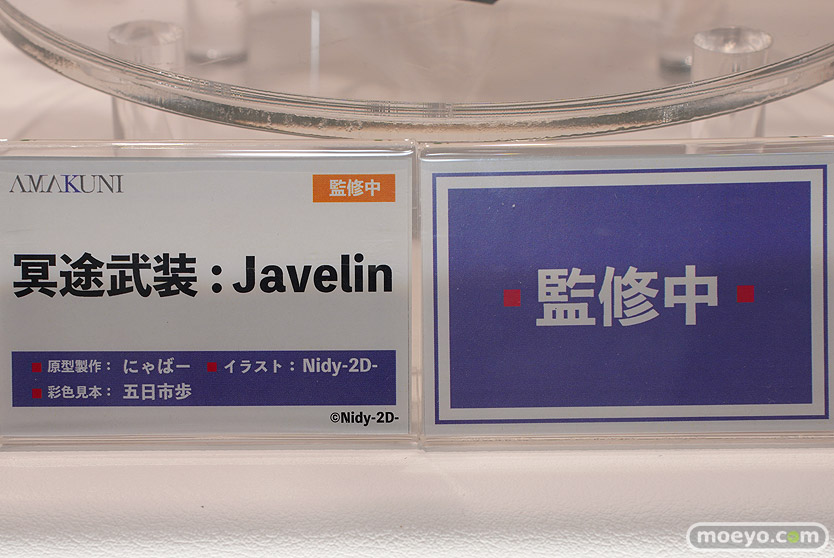 AMAKUNI
監修中
冥途武装：Javelin
■ 原型製作： にゃばー ■ イラスト： Nidy-2D-
■ 彩色見本： 五日市歩
©Nidy-2D-
■ 監修中 ■
moeyo.com